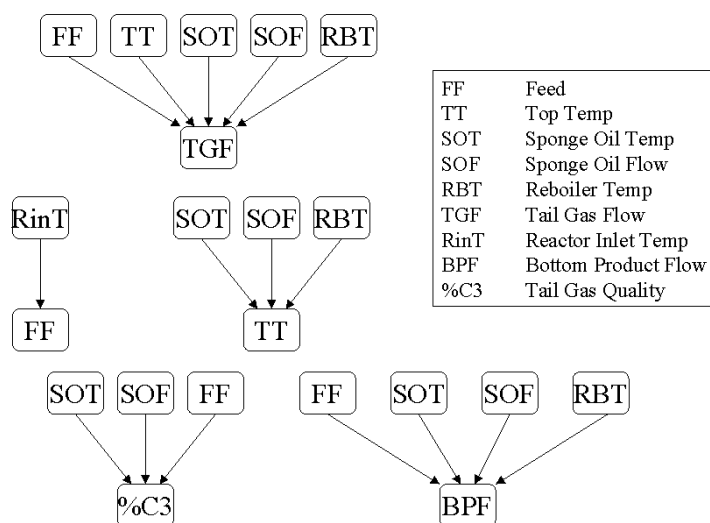 FF TT SOT SOF RBT
TGF
FF Feed
TT Top Temp
SOT Sponge Oil Temp
SOF Sponge Oil Flow
RBT Reboiler Temp
TGF Tail Gas Flow
RinT Reactor Inlet Temp
BPF Bottom Product Flow
%C3 Tail Gas Quality
RinT SOT SOF RBT
FF TT
SOT SOF FF FF SOT SOF RBT
%C3 BPF